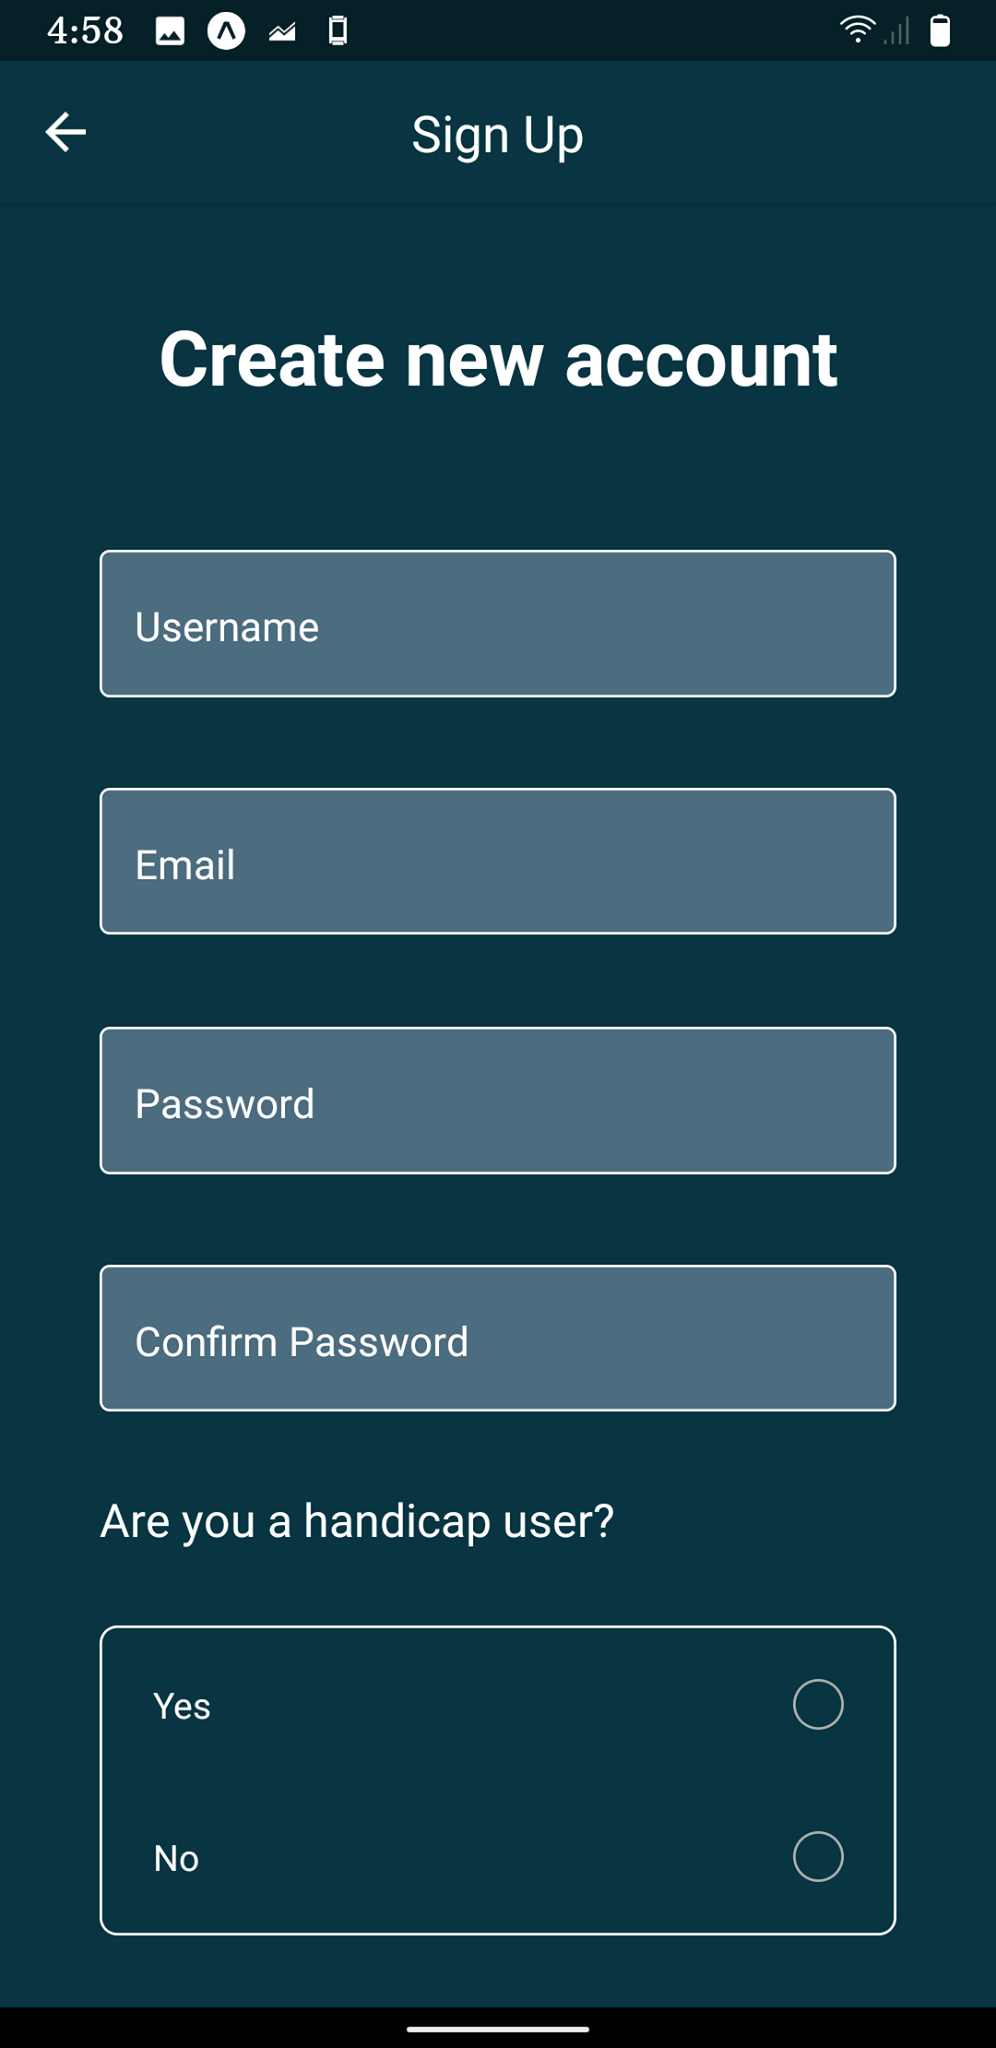 4:58
Sign Up
Create new account
Username
Email
Password
Confirm Password
Are you a handicap user?
Yes
No